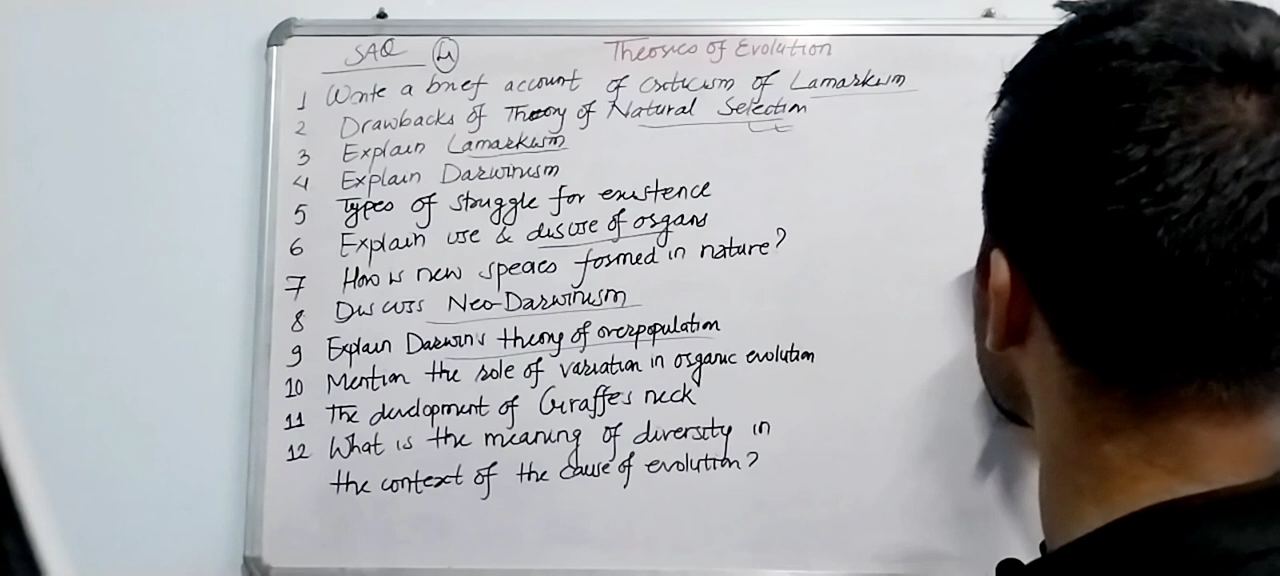 SAQ 4 Theories of Evolution
1 Write a brief account of criticism of Lamarkism
2 Drawbacks of Theory of Natural Selection
3 Explain Lamarkism
4 Explain Darwinism
5 Types of struggle for existence
6 Explain use & disuse of organs
7 How is new species formed in nature?
8 Discuss Neo-Darwinism
9 Explain Darwin's theory of overpopulation
10 Mention the role of variation in organic evolution
11 The development of Giraffe's neck
12 What is the meaning of diversity in
the context of the cause of evolution?